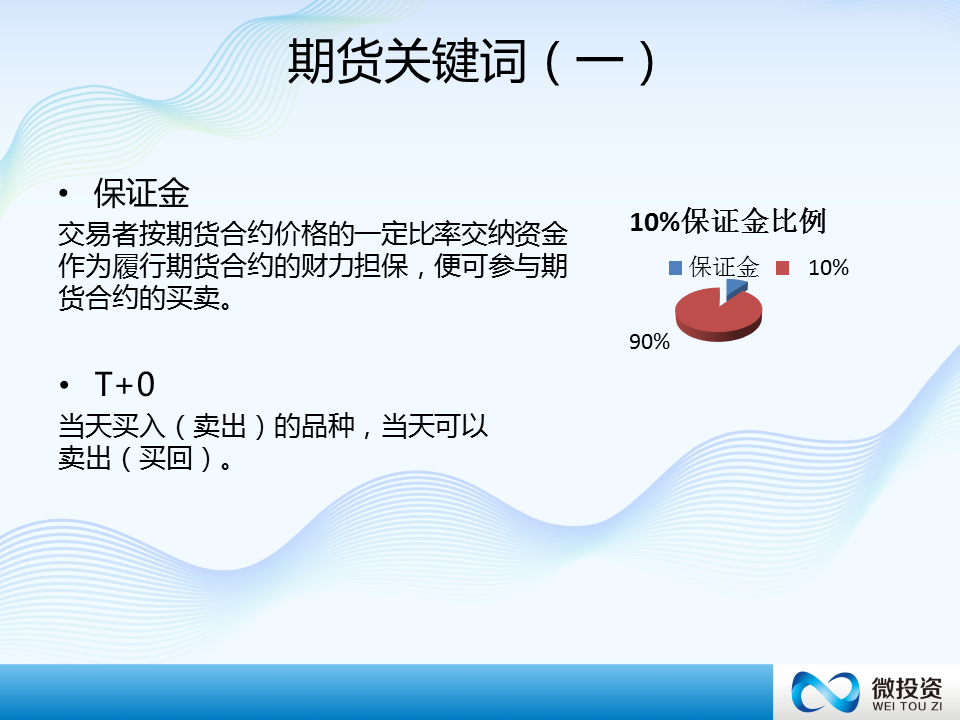 期货关键词（一）
• 保证金
交易者按期货合约价格的一定比率交纳资金
作为履行期货合约的财力担保，便可参与期
货合约的买卖。
• T+0
当天买入（卖出）的品种，当天可以
卖出（买回）。
10%保证金比例
保证金 10%
90%
微投资
WEI TOU ZI